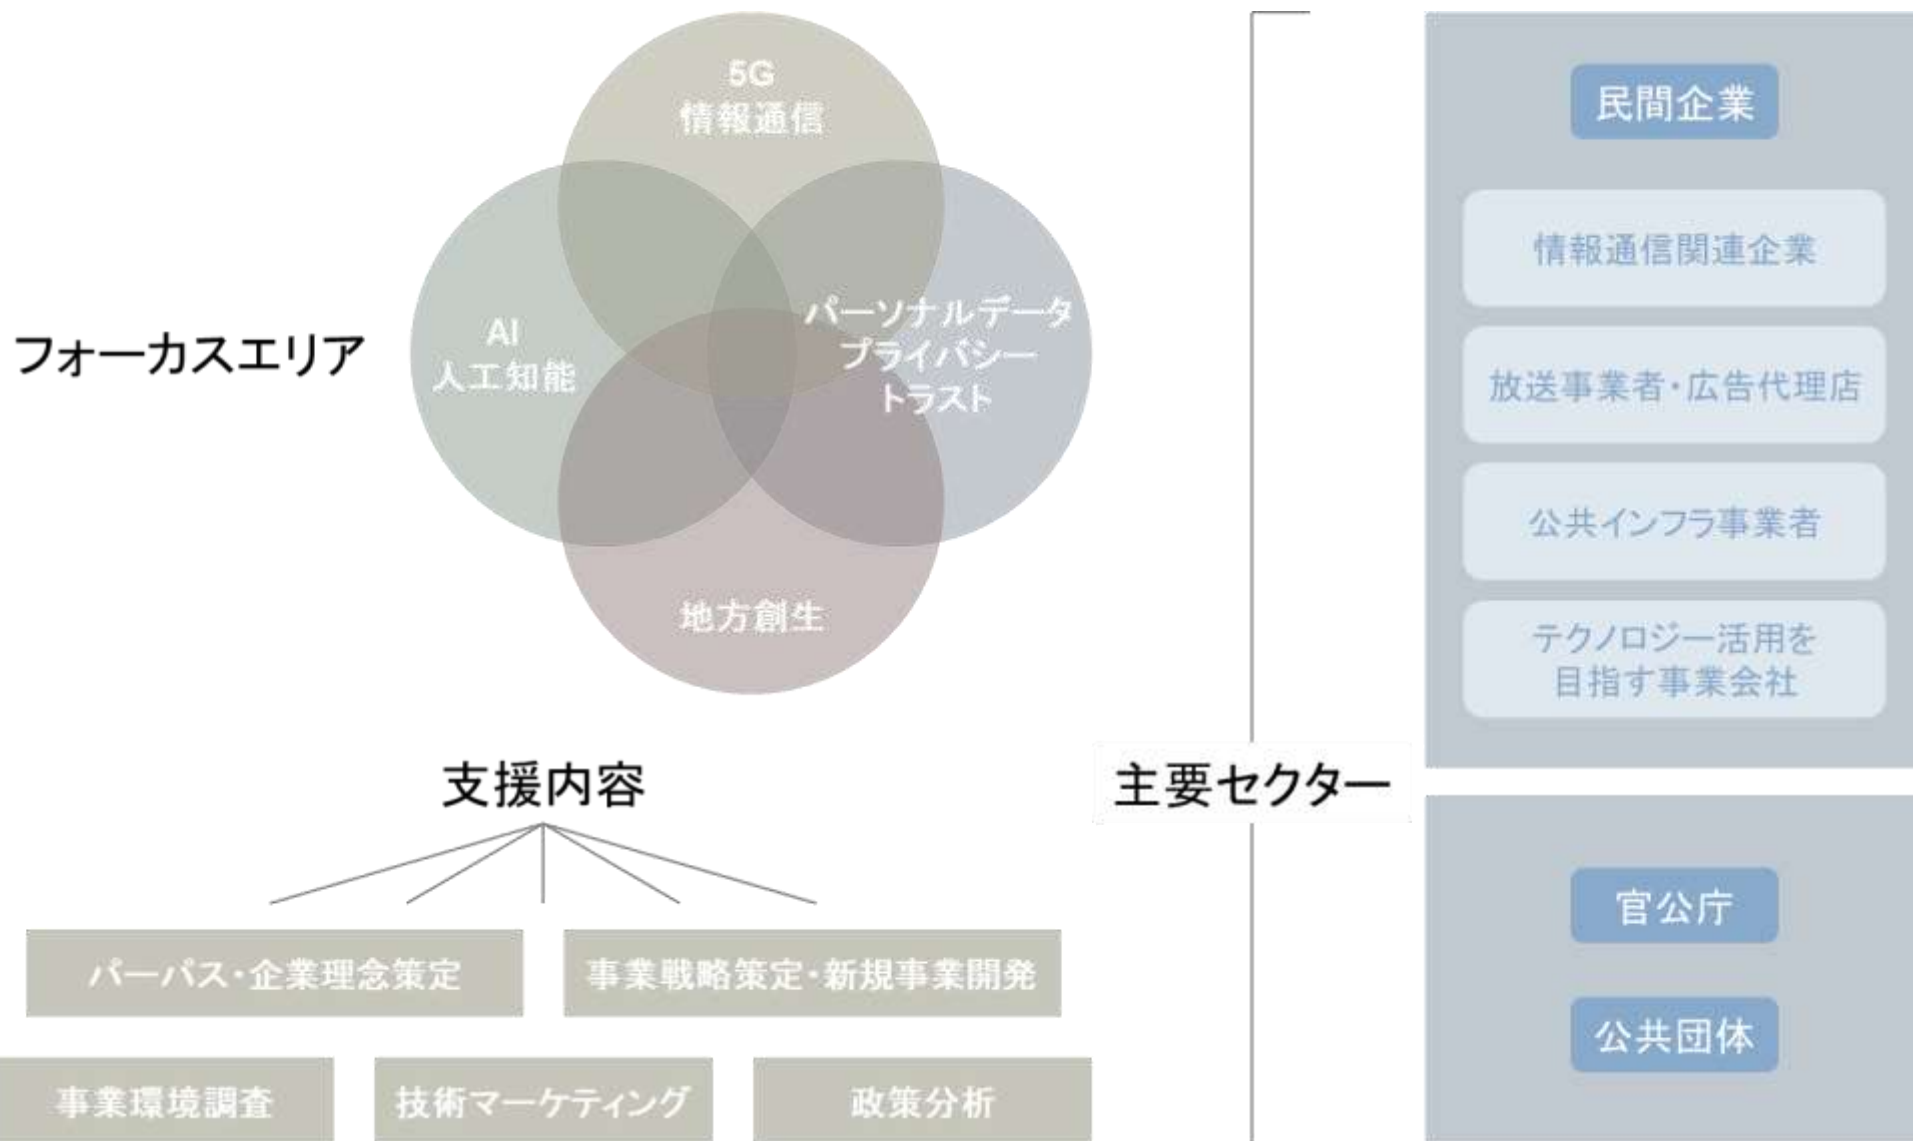 フォーカスエリア
5G
情報通信
AI
人工知能
パーソナルデータ
プライバシー
トラスト
地方創生
支援内容
パーパス・企業理念策定
事業戦略策定・新規事業開発
事業環境調査
技術マーケティング
政策分析
主要セクター
民間企業
情報通信関連企業
放送事業者・広告代理店
公共インフラ事業者
テクノロジー活用を
目指す事業会社
官公庁
公共団体